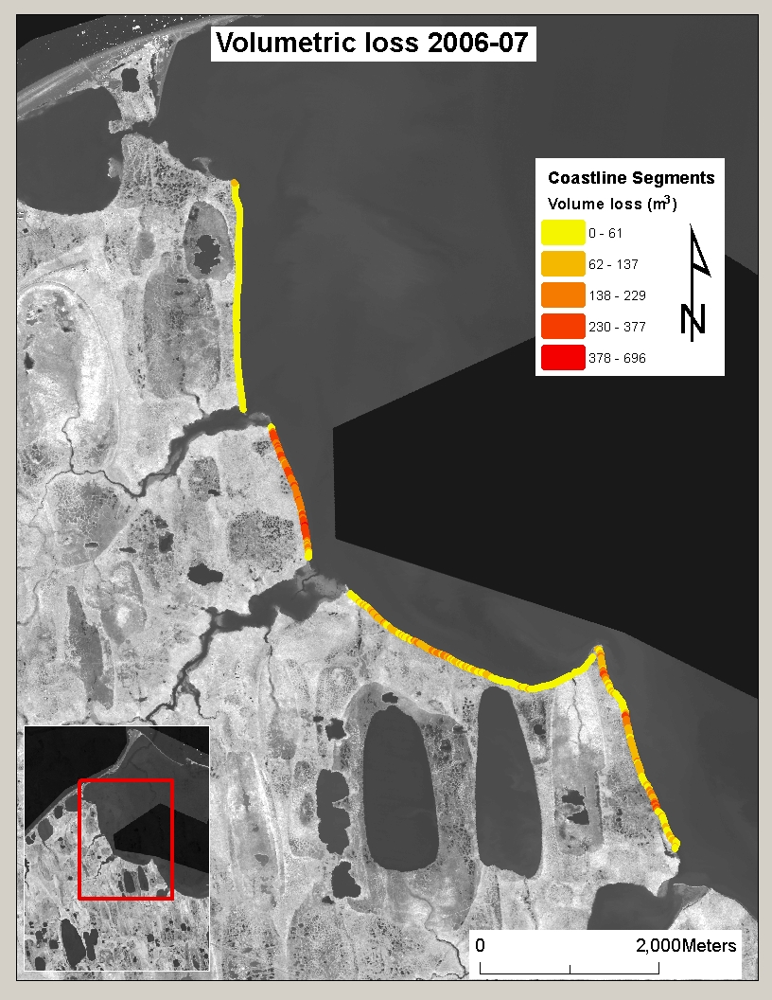 Volumetric loss 2006-07
Coastline Segments
Volume loss (m³)
0 - 61
62 - 137
138 - 229
230 - 377
378 - 696
N
0 2,000Meters